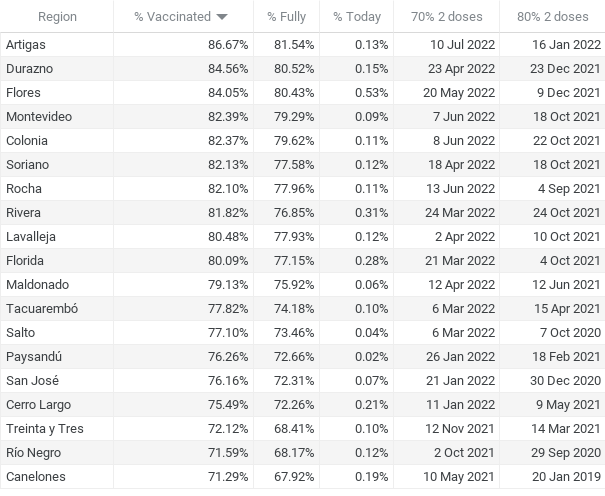 Region % Vaccinated % Fully % Today 70% 2 doses 80% 2 doses
Artigas 86.67% 81.54% 0.13% 10 Jul 2022 16 Jan 2022
Durazno 84.56% 80.52% 0.15% 23 Apr 2022 23 Dec 2021
Flores 84.05% 80.43% 0.53% 20 May 2022 9 Dec 2021
Montevideo 82.39% 79.29% 0.09% 7 Jun 2022 18 Oct 2021
Colonia 82.37% 79.62% 0.11% 8 Jun 2022 22 Oct 2021
Soriano 82.13% 77.58% 0.12% 18 Apr 2022 18 Oct 2021
Rocha 82.10% 77.96% 0.11% 13 Jun 2022 4 Sep 2021
Rivera 81.82% 76.85% 0.31% 24 Mar 2022 24 Oct 2021
Lavalleja 80.48% 77.93% 0.12% 2 Apr 2022 10 Oct 2021
Florida 80.09% 77.15% 0.28% 21 Mar 2022 4 Oct 2021
Maldonado 79.13% 75.92% 0.06% 12 Apr 2022 12 Jun 2021
Tacuarembó 77.82% 74.18% 0.10% 6 Mar 2022 15 Apr 2021
Salto 77.10% 73.46% 0.04% 6 Mar 2022 7 Oct 2020
Paysandú 76.26% 72.66% 0.02% 26 Jan 2022 18 Feb 2021
San José 76.16% 72.31% 0.07% 21 Jan 2022 30 Dec 2020
Cerro Largo 75.49% 72.26% 0.21% 11 Jan 2022 9 May 2021
Treinta y Tres 72.12% 68.41% 0.10% 12 Nov 2021 14 Mar 2021
Río Negro 71.59% 68.17% 0.12% 2 Oct 2021 29 Sep 2020
Canelones 71.29% 67.92% 0.19% 10 May 2021 20 Jan 2019